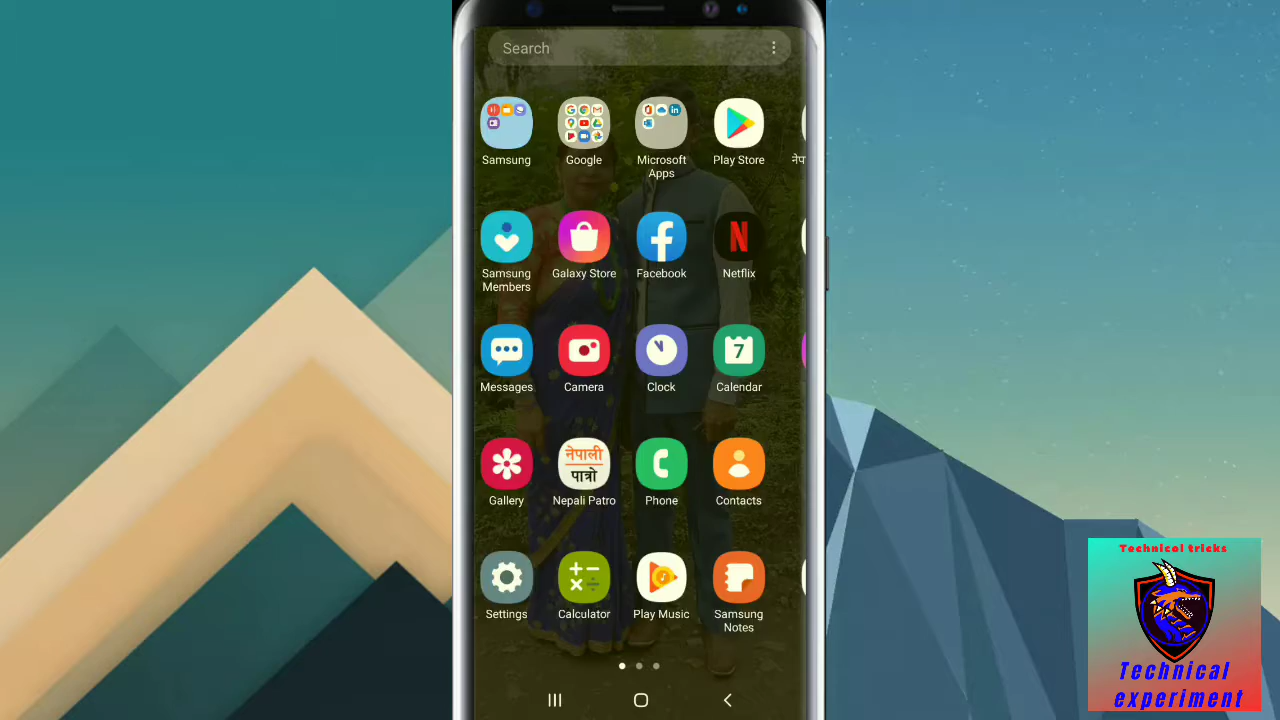 Search
Samsung
Google
Microsoft
Apps
Play Store
नेप
Samsung
Members
Galaxy Store
Facebook
N
Netflix
Messages
Camera
Clock
7
Calendar
Gallery
नेपाली
पात्रो
Nepali Patro
Phone
Contacts
Settings
Calculator
Play Music
Samsung
Notes
Technical tricks
Technical
experiment